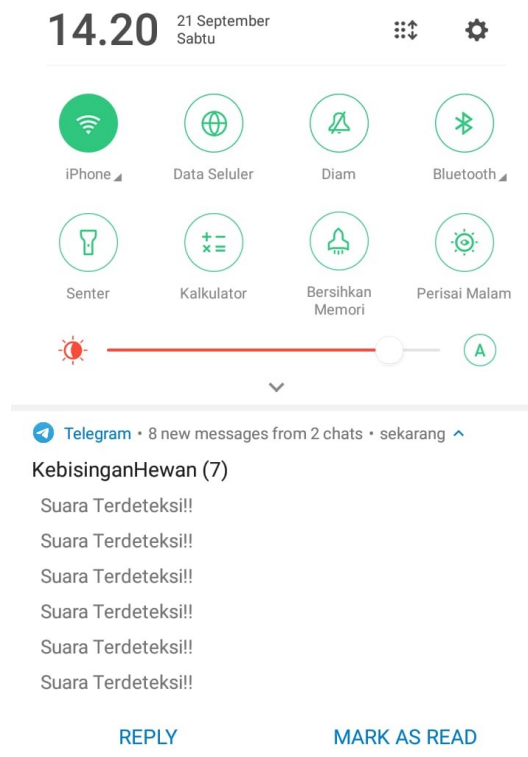 14.20
21 September
Sabtu
iPhone
Data Seluler
Diam
Bluetooth
Senter
Kalkulator
Bersihkan
Memori
Perisai Malam
A
Telegram • 8 new messages from 2 chats • sekarang
KebisinganHewan (7)
Suara Terdeteksi!!
Suara Terdeteksi!!
Suara Terdeteksi!!
Suara Terdeteksi!!
Suara Terdeteksi!!
Suara Terdeteksi!!
REPLY MARK AS READ